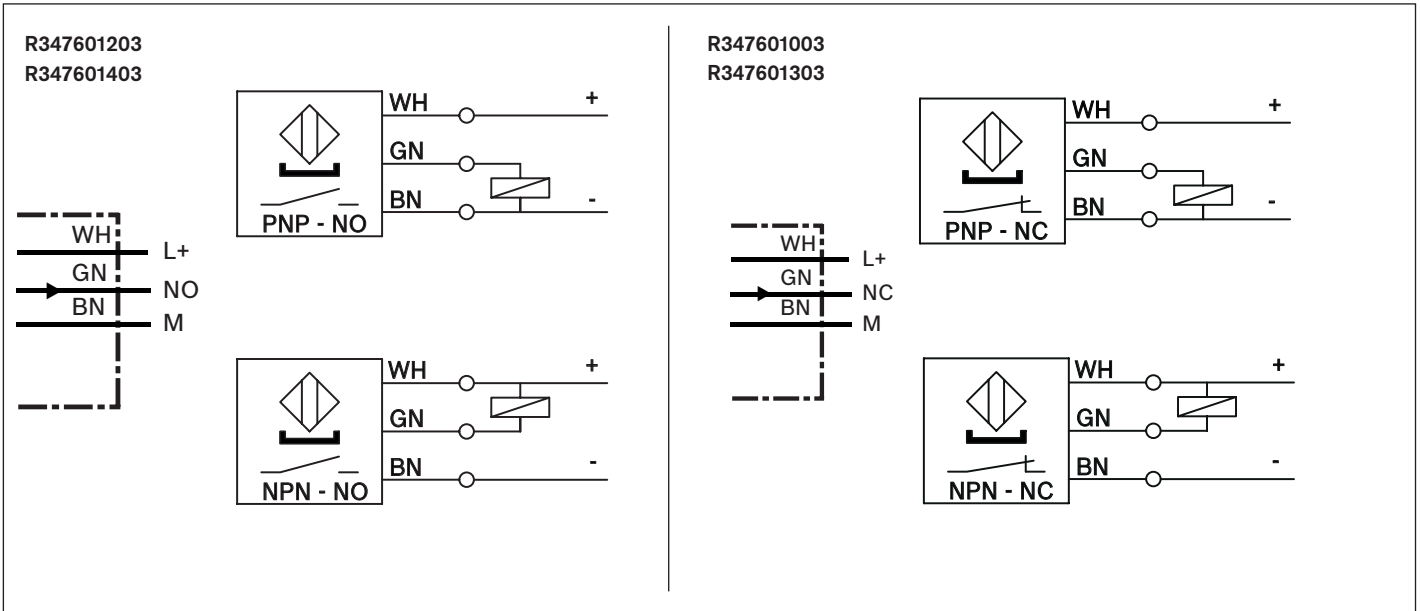 R347601203
R347601403
WH
+
GN
BN
-
PNP - NO
WH
L+
GN
NO
BN
M
WH
+
GN
BN
-
NPN - NO
R347601003
R347601303
WH
+
GN
BN
-
PNP - NC
WH
L+
GN
NC
BN
M
WH
+
GN
BN
-
NPN - NC